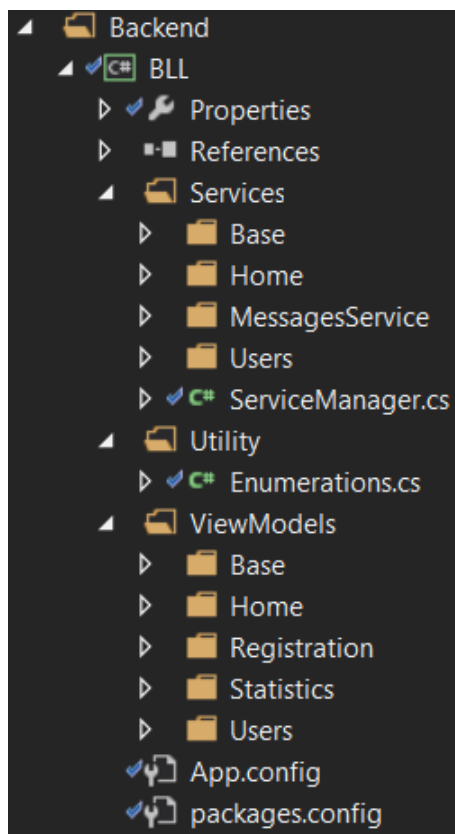 Backend
C# BLL
Properties
References
Services
Base
Home
MessagesService
Users
C# ServiceManager.cs
Utility
C# Enumerations.cs
ViewModels
Base
Home
Registration
Statistics
Users
App.config
packages.config